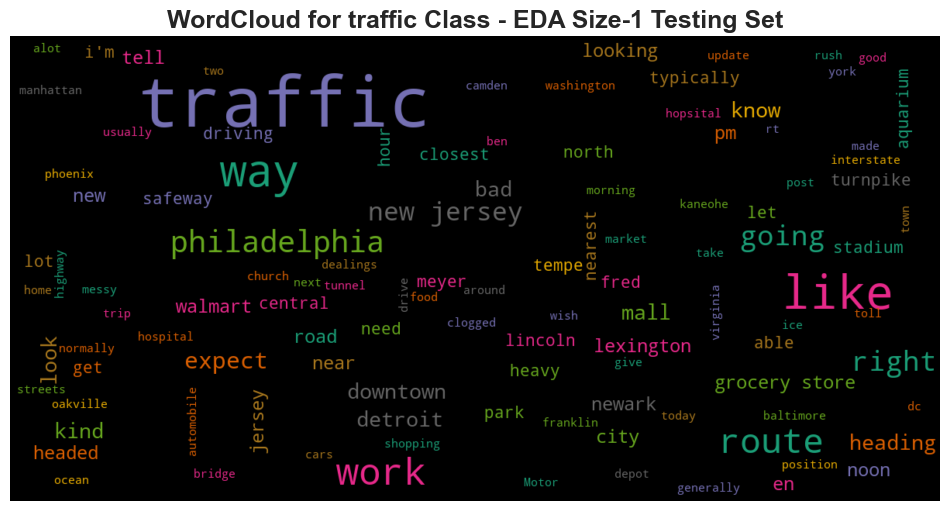 WordCloud for traffic Class - EDA Size-1 Testing Set
alot
i'm
tell
two
manhattan
traffic
usually
driving
hour
closest
camden
ben
looking
washington
update
typically
hopsital
know
pm
rt
rush
good
york
aquarium
made
interstate
turnpike
post
north
morning
kaneohe
let
way
phoenix
new
safeway
bad
new jersey
philadelphia
nearest
market
take
going
stadium
town
lot
highway
home
messy
church
dealings
next
tunnel
tempe
meyer
drive
food
around
fred
like
toll
trip
walmart
central
clogged
wish
mall
virginia
ice
able
hospital
road
need
lincoln
lexington
look
normally
get
expect
near
heavy
give
right
grocery store
streets
oakville
automobile
jersey
downtown
detroit
park
newark
today
franklin
baltimore
dc
kind
headed
shopping
city
route
heading
cars
work
bridge
ocean
Motor
depot
generally
position
noon
en